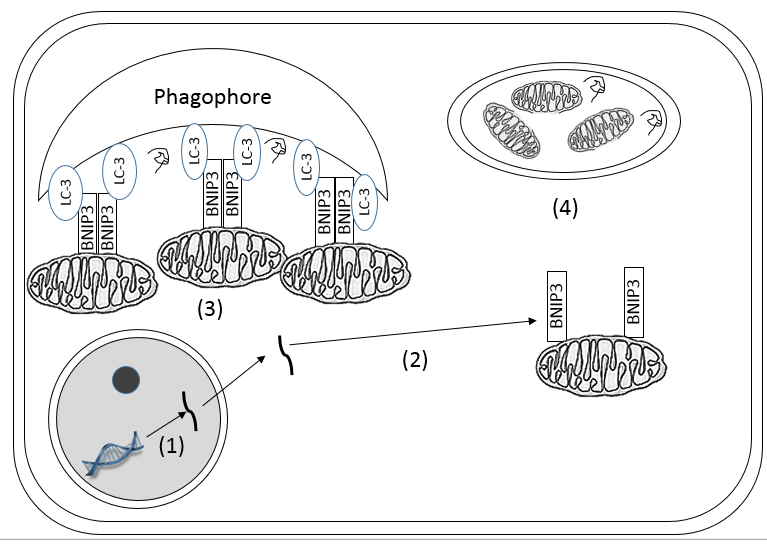 Phagophore
LC-3
LC-3
LC-3
LC-3
LC-3
LC-3
BNIP3
BNIP3
BNIP3
BNIP3
BNIP3
BNIP3
(3)
(4)
BNIP3
BNIP3
(2)
(1)